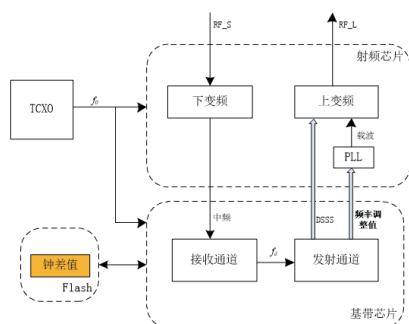 RF_S
RF_L
射频芯片
TCXO
f₀
下变频
上变频
载波
PLL
中频
DSSS
频率调
整值
钟差值
Flash
接收通道
f_d
发射通道
基带芯片